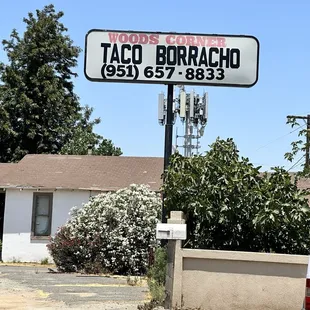 WOODS CORNER
TACO BORRACHO
(951) 657-8833